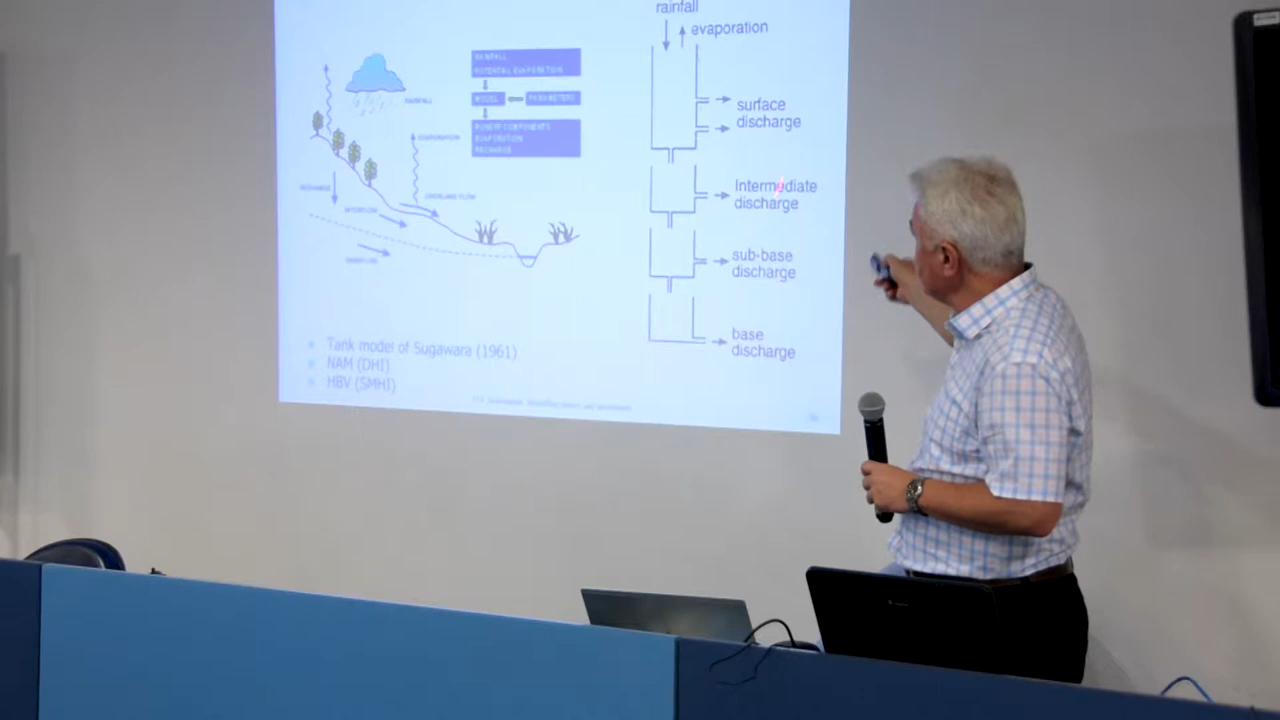 rainfall
evaporation
RAINFALL
POTENTIAL EVAPORATION
MODEL
PARAMETERS
RUNOFF COMPONENTS
EVAPORATION
RECHARGE
RAINFALL
EVAPORATION
RECHARGE
OVERLAND FLOW
INTERFLOW
surface
discharge
Intermediate
discharge
sub-base
discharge
base
discharge
Tank model of Sugawara (1961)
NAM (DHI)
HBV (SMHI)